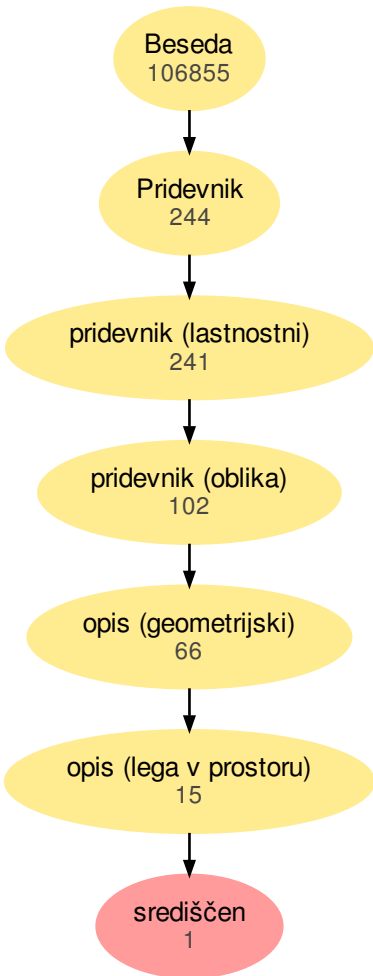 Beseda
106855
Pridevnik
244
pridevnik (lastnostni)
241
pridevnik (oblika)
102
opis (geometrijski)
66
opis (lega v prostoru)
15
središčen
1